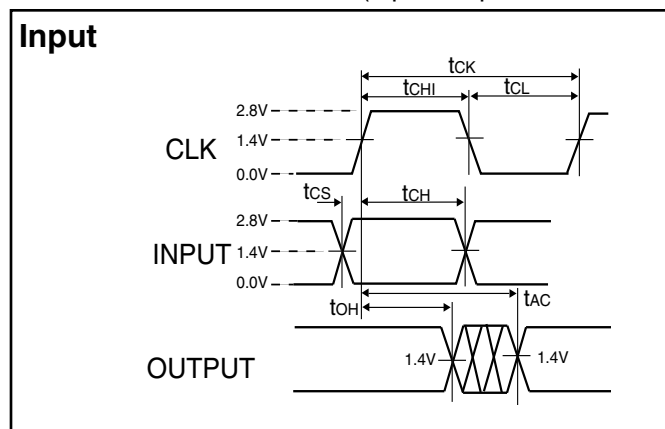 Input
tCK
tCHI
tCL
2.8V
CLK
1.4V
0.0V
tCS
tCH
2.8V
INPUT
1.4V
0.0V
tAC
tOH
1.4V
1.4V
OUTPUT